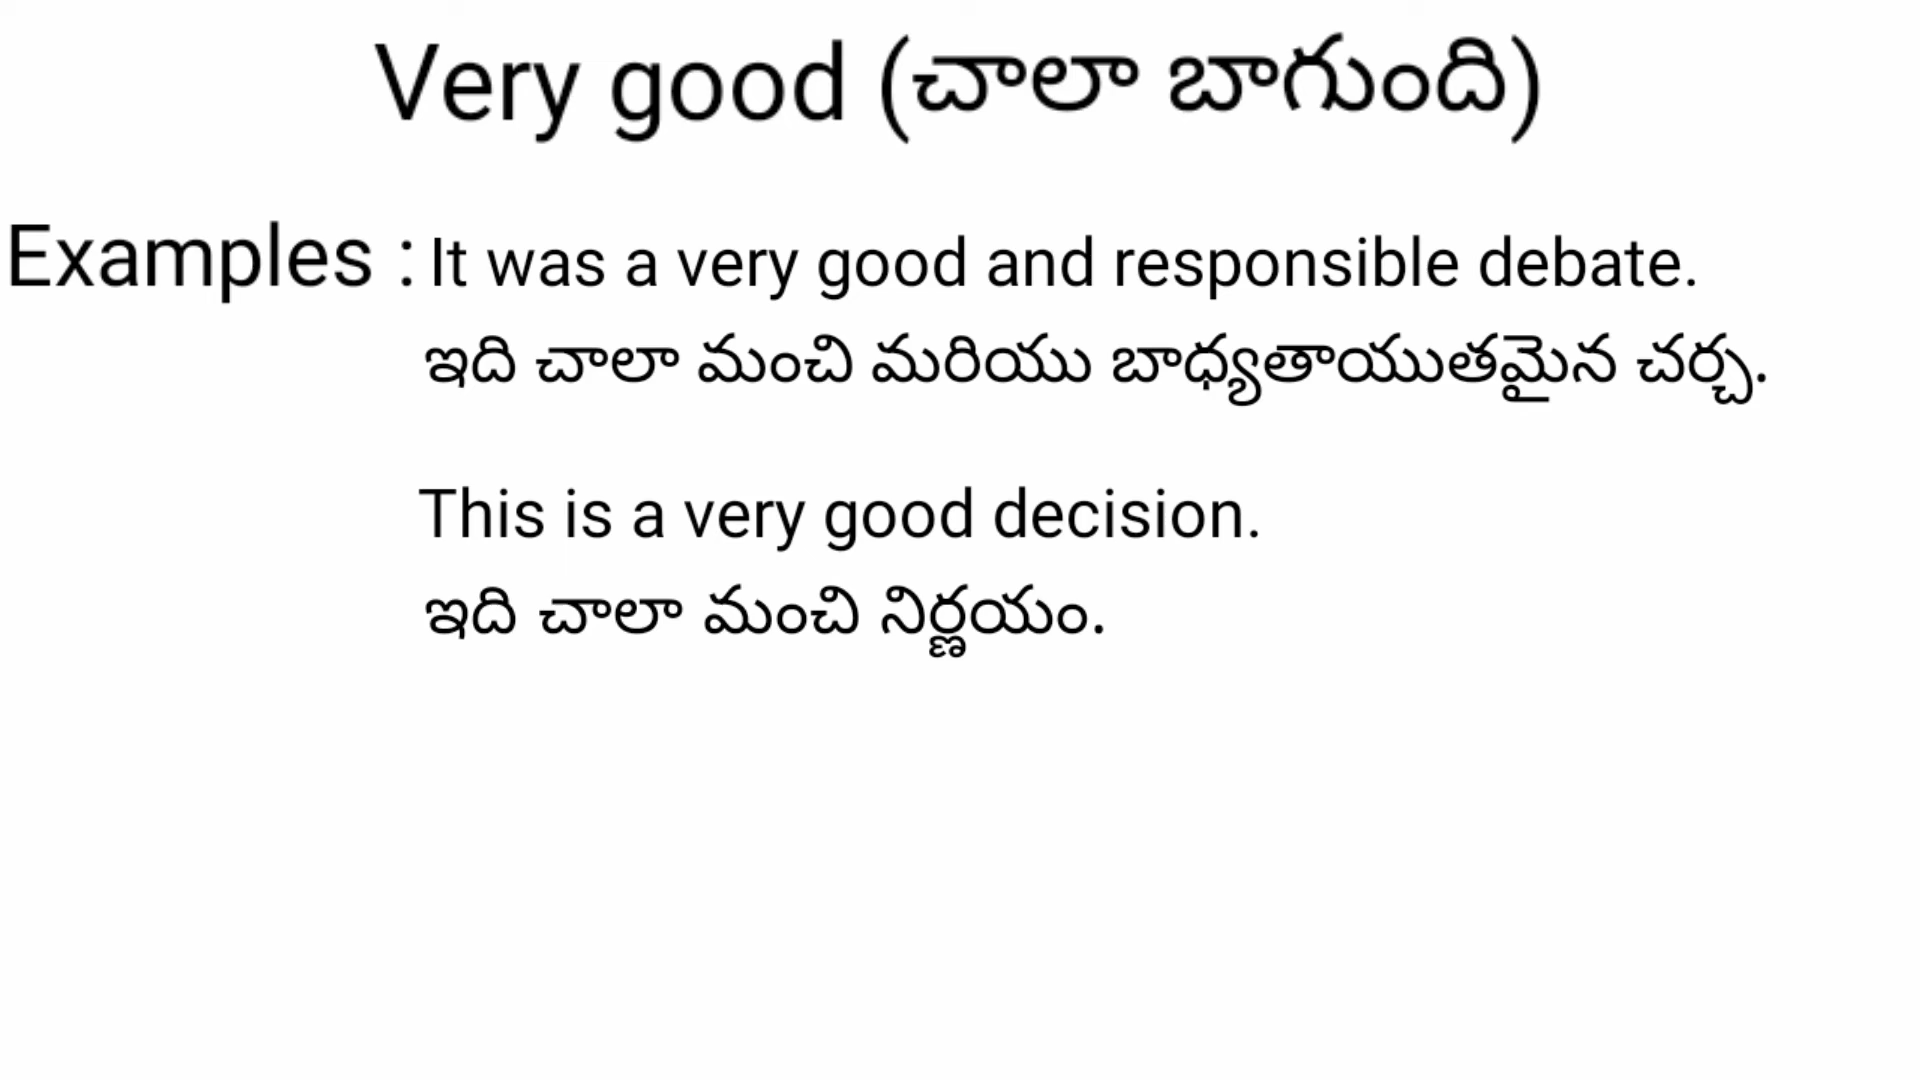 Very good (చాలా బాగుంది)
Examples : It was a very good and responsible debate.
ఇది చాలా మంచి మరియు బాధ్యతాయుతమైన చర్చ.
This is a very good decision.
ఇది చాలా మంచి నిర్ణయం.